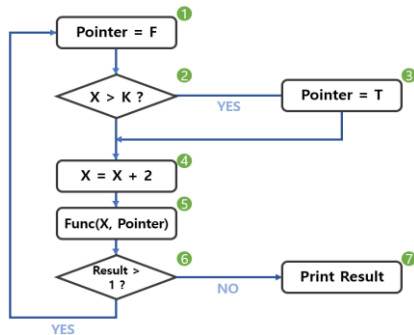 1
Pointer = F
2
X > K ?
YES
3
Pointer = T
4
X = X + 2
5
Func(X, Pointer)
6
Result >
1 ?
NO
7
Print Result
YES